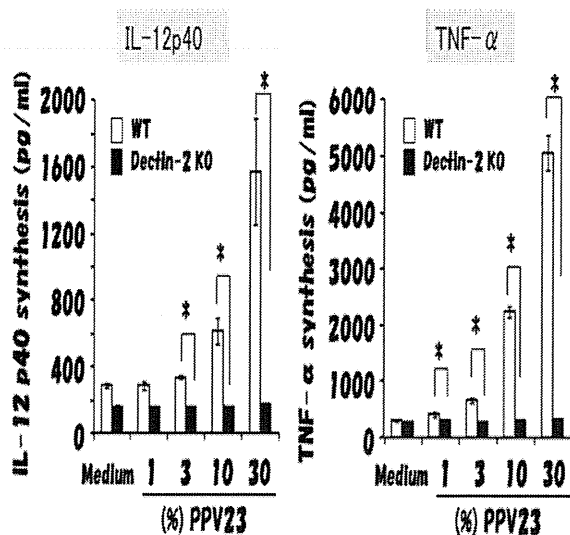 IL-12p40
IL-12 p40 synthesis (pg/ml)
2000
1600
1200
800
400
0
WT
Dectin-2 KO
*
*
*
Medium 1 3 10 30
(%) PPV23
TNF-α
TNF-α synthesis (pg/ml)
6000
5000
4000
3000
2000
1000
0
WT
Dectin-2 KO
*
*
*
*
Medium 1 3 10 30
(%) PPV23